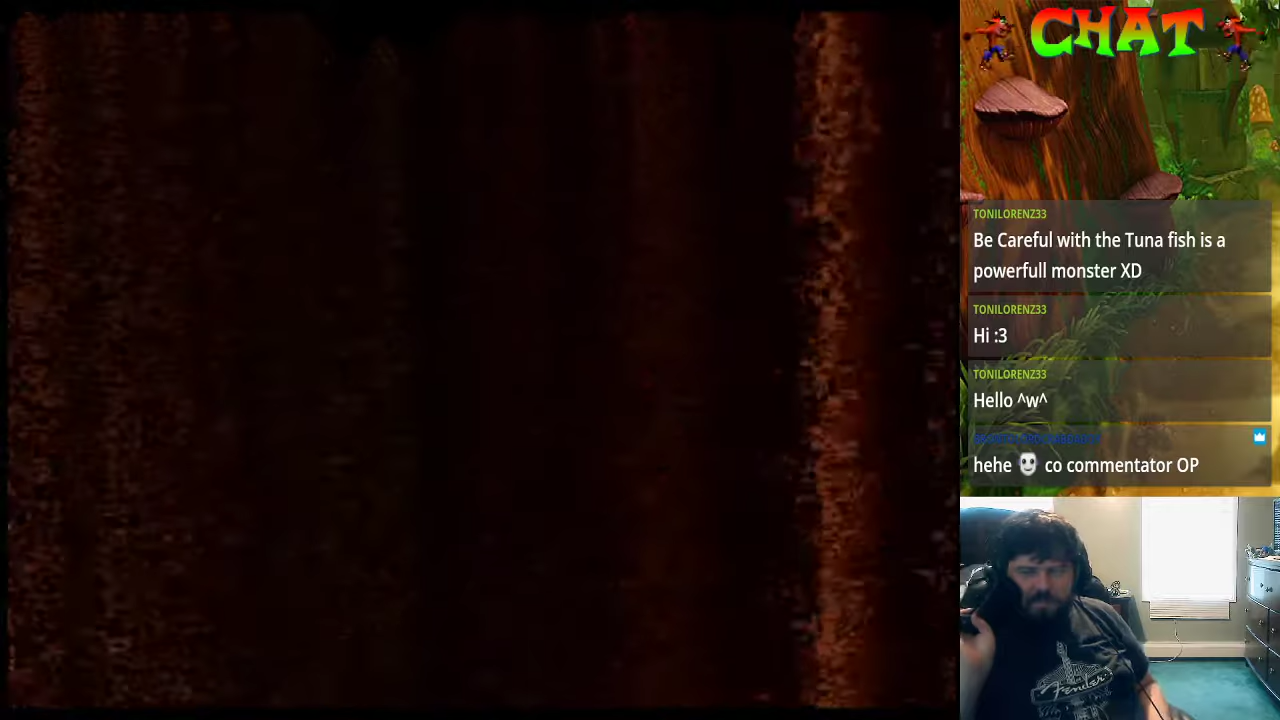 CHAT
TONILORENZ33
Be Careful with the Tuna fish is a
powerfull monster XD
TONILORENZ33
Hi :3
TONILORENZ33
Hello ^w^
hehe co commentator OP
Fender